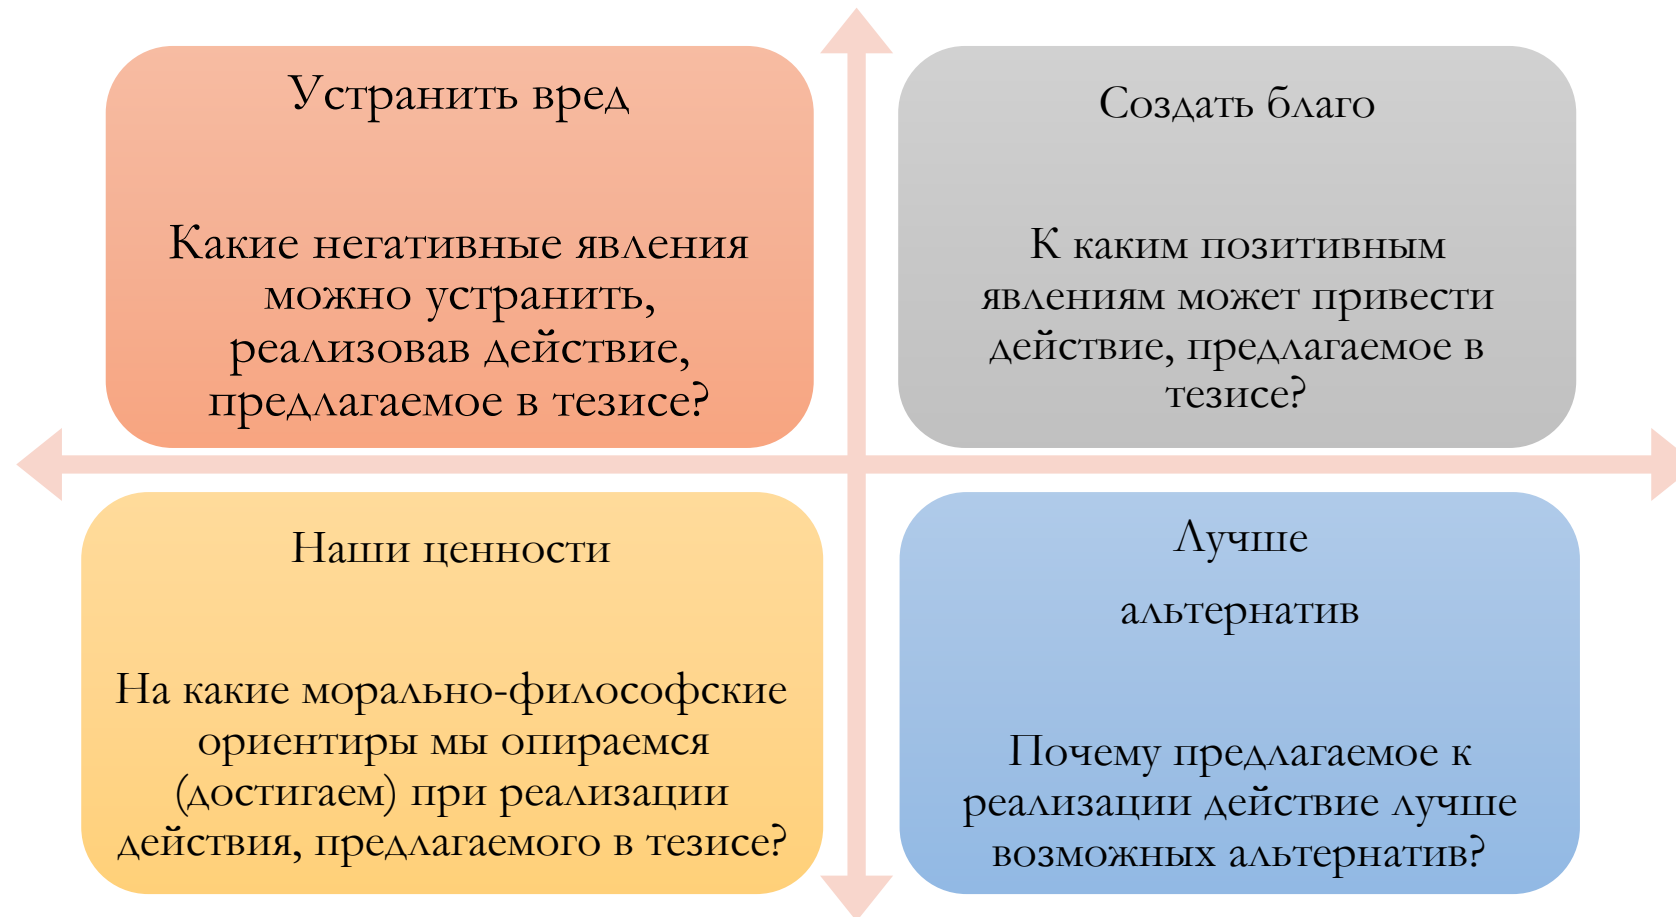 Устранить вред
Какие негативные явления
можно устранить,
реализовав действие,
предлагаемое в тезисе?
Создать благо
К каким позитивным
явлениям может привести
действие, предлагаемое в
тезисе?
Наши ценности
На какие морально-философские
ориентиры мы опираемся
(достигаем) при реализации
действия, предлагаемого в тезисе?
Лучше
альтернатив
Почему предлагаемое к
реализации действие лучше
возможных альтернатив?